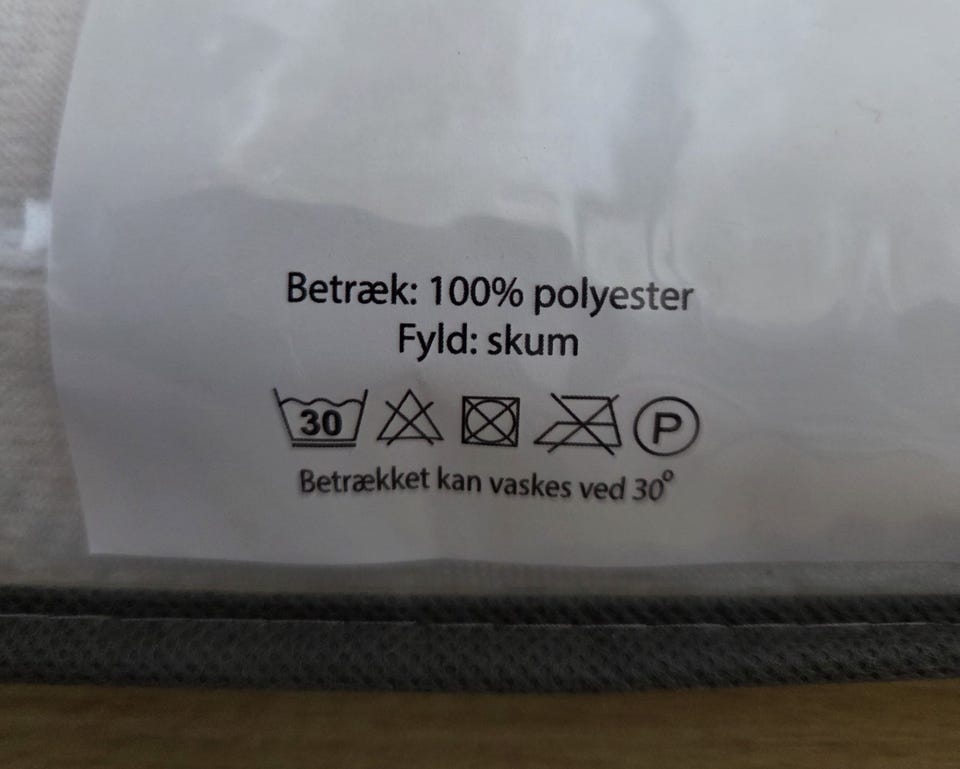 Betræk: 100% polyester
Fyld: skum
30 P
Betrækket kan vaskes ved 30°